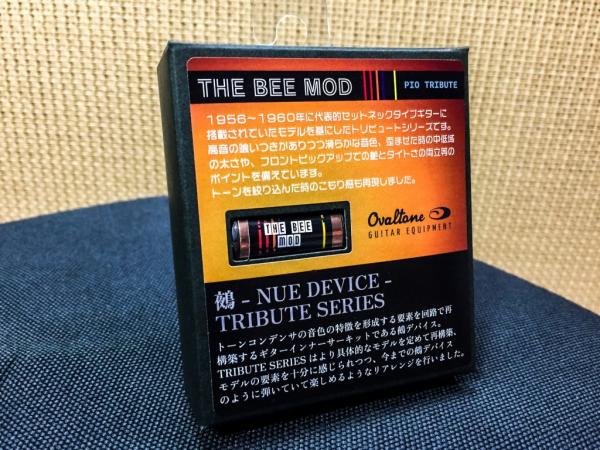 THE BEE MOD PIO TRIBUTE
1956~1960年に代表的セットネックタイプギターに
搭載されていたモデルを基にしたトリビュートシリーズです。
高音の喰いつきがありつつ滑らかな音色、歪ませた時の中低域
の太さや、フロントピックアップでの艶とタイトさの両立等の
ポイントを備えています。
トーンを絞り込んだ時のこもり感も再現しました。
THE BEE
MOD
Ovaltone
GUITAR EQUIPMENT
鵺 - NUE DEVICE -
TRIBUTE SERIES
トーンコンデンサの音色の特徴を形成する要素を回路で再
構築するギターインナーサーキットである鵺デバイス。
TRIBUTE SERIES はより具体的なモデルを定めて再構築、
モデルの要素を十分に感じられつつ、今までの鵺デバイス
のように弾いていて楽しめるようなリアレンジを行いました。